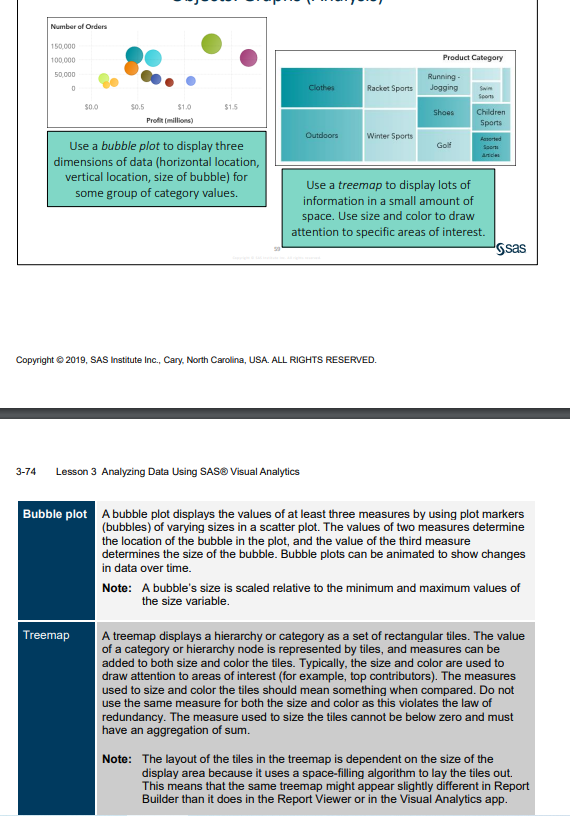 Objects: Graphs (Analysis)
Number of Orders
150,000
100,000
50,000
0
$0.0 $0.5 $1.0 $1.5
Profit (millions)
Use a bubble plot to display three
dimensions of data (horizontal location,
vertical location, size of bubble) for
some group of category values.
Product Category
Clothes
Racket Sports
Running -
Jogging
Swim
Sports
Outdoors
Winter Sports
Shoes
Golf
Children
Sports
Assorted
Sports
Articles
Use a treemap to display lots of
information in a small amount of
space. Use size and color to draw
attention to specific areas of interest.
sas
Copyright © 2019, SAS Institute Inc., Cary, North Carolina, USA. ALL RIGHTS RESERVED.
3-74 Lesson 3 Analyzing Data Using SAS® Visual Analytics
Bubble plot
A bubble plot displays the values of at least three measures by using plot markers
(bubbles) of varying sizes in a scatter plot. The values of two measures determine
the location of the bubble in the plot, and the value of the third measure
determines the size of the bubble. Bubble plots can be animated to show changes
in data over time.
Note: A bubble's size is scaled relative to the minimum and maximum values of
the size variable.
Treemap
A treemap displays a hierarchy or category as a set of rectangular tiles. The value
of a category or hierarchy node is represented by tiles, and measures can be
added to both size and color the tiles. Typically, the size and color are used to
draw attention to areas of interest (for example, top contributors). The measures
used to size and color the tiles should mean something when compared. Do not
use the same measure for both the size and color as this violates the law of
redundancy. The measure used to size the tiles cannot be below zero and must
have an aggregation of sum.
Note: The layout of the tiles in the treemap is dependent on the size of the
display area because it uses a space-filling algorithm to lay the tiles out.
This means that the same treemap might appear slightly different in Report
Builder than it does in the Report Viewer or in the Visual Analytics app.